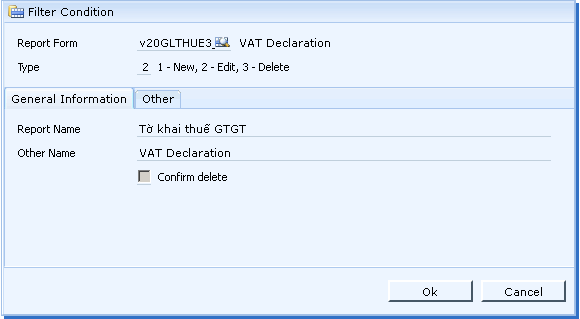 Filter Condition
Report Form v20GLTHUE3_ VAT Declaration
Type 2 1 - New, 2 - Edit, 3 - Delete
General Information Other
Report Name Tờ khai thuế GTGT
Other Name VAT Declaration
Confirm delete
Ok Cancel